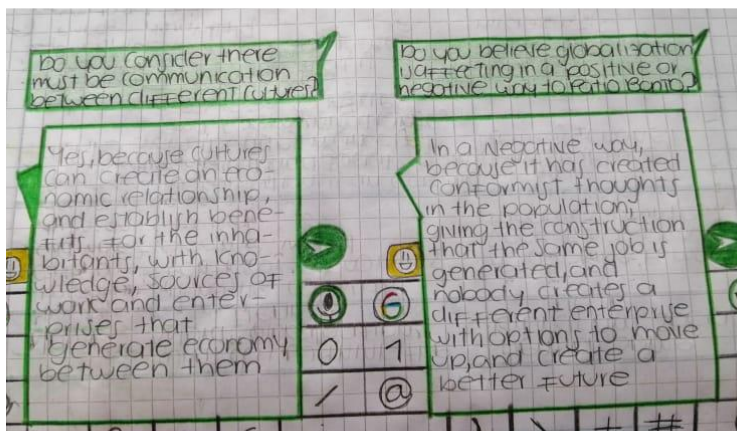 Do you consider there
must be communication
between different cultures?
Yes, because cultures
can create an eco-
nomic relationship,
and establish bene-
fits for the inha-
bitants, with kno-
wledge, sources of
work and enter-
prises that
generate economy
between them
Do you believe globalization
affecting in a positive or
negative way to
In a Negative way,
because it has created
conformist thoughts
in the population,
giving the construction
that the same job is
generated, and
nobody creates a
different enterprise
with options to move
up, and create a
better future
0 1
/ @
#